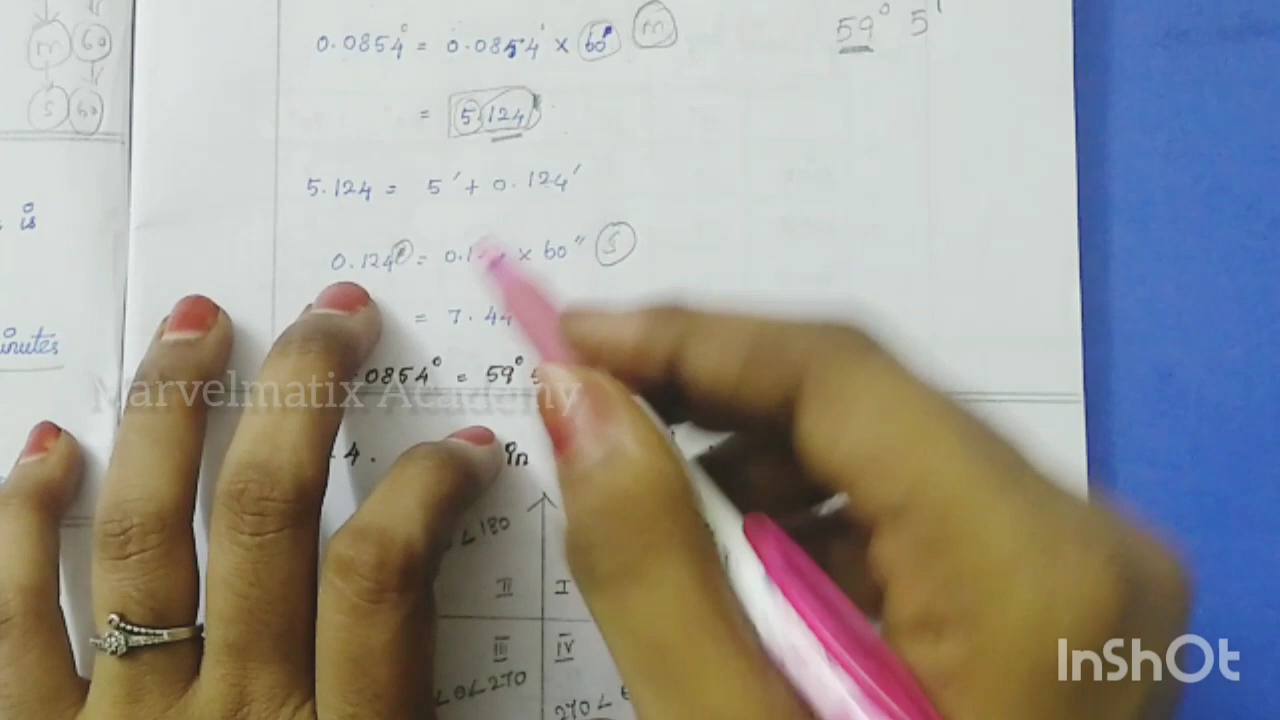 m 60
s 60
is
minutes
59° 5'
0.0854° = 0.0854' × 60 m
= 5.124'
5.124 = 5' + 0.124'
0.124' = × 60" s
= 7.44
.0854° = 59°
4. In
Marvelmatix Academy
∠180
II I
III IV
∠θ∠270
270∠
InShOt